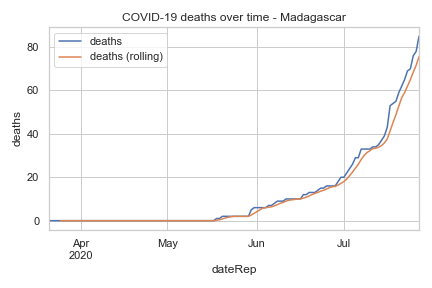 COVID-19 deaths over time - Madagascar
deaths
deaths (rolling)
80
60
40
20
0
deaths
Apr
2020
May
Jun
Jul
dateRep